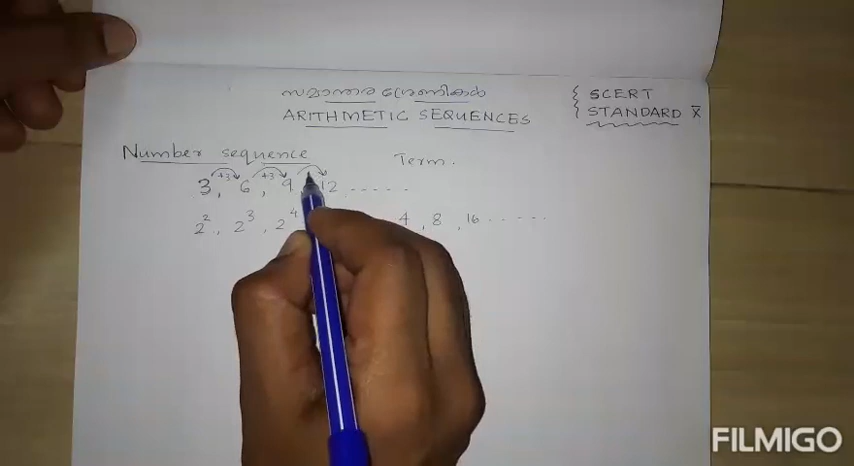 സമാന്തര ശ്രേണികൾ
ARITHMETIC SEQUENCES
SCERT
STANDARD X
Number sequence
Term.
+3 +3
3, 6, 9 12, -----
2², 2³, 2⁴ 4, 8, 16 .....
FILMIGO